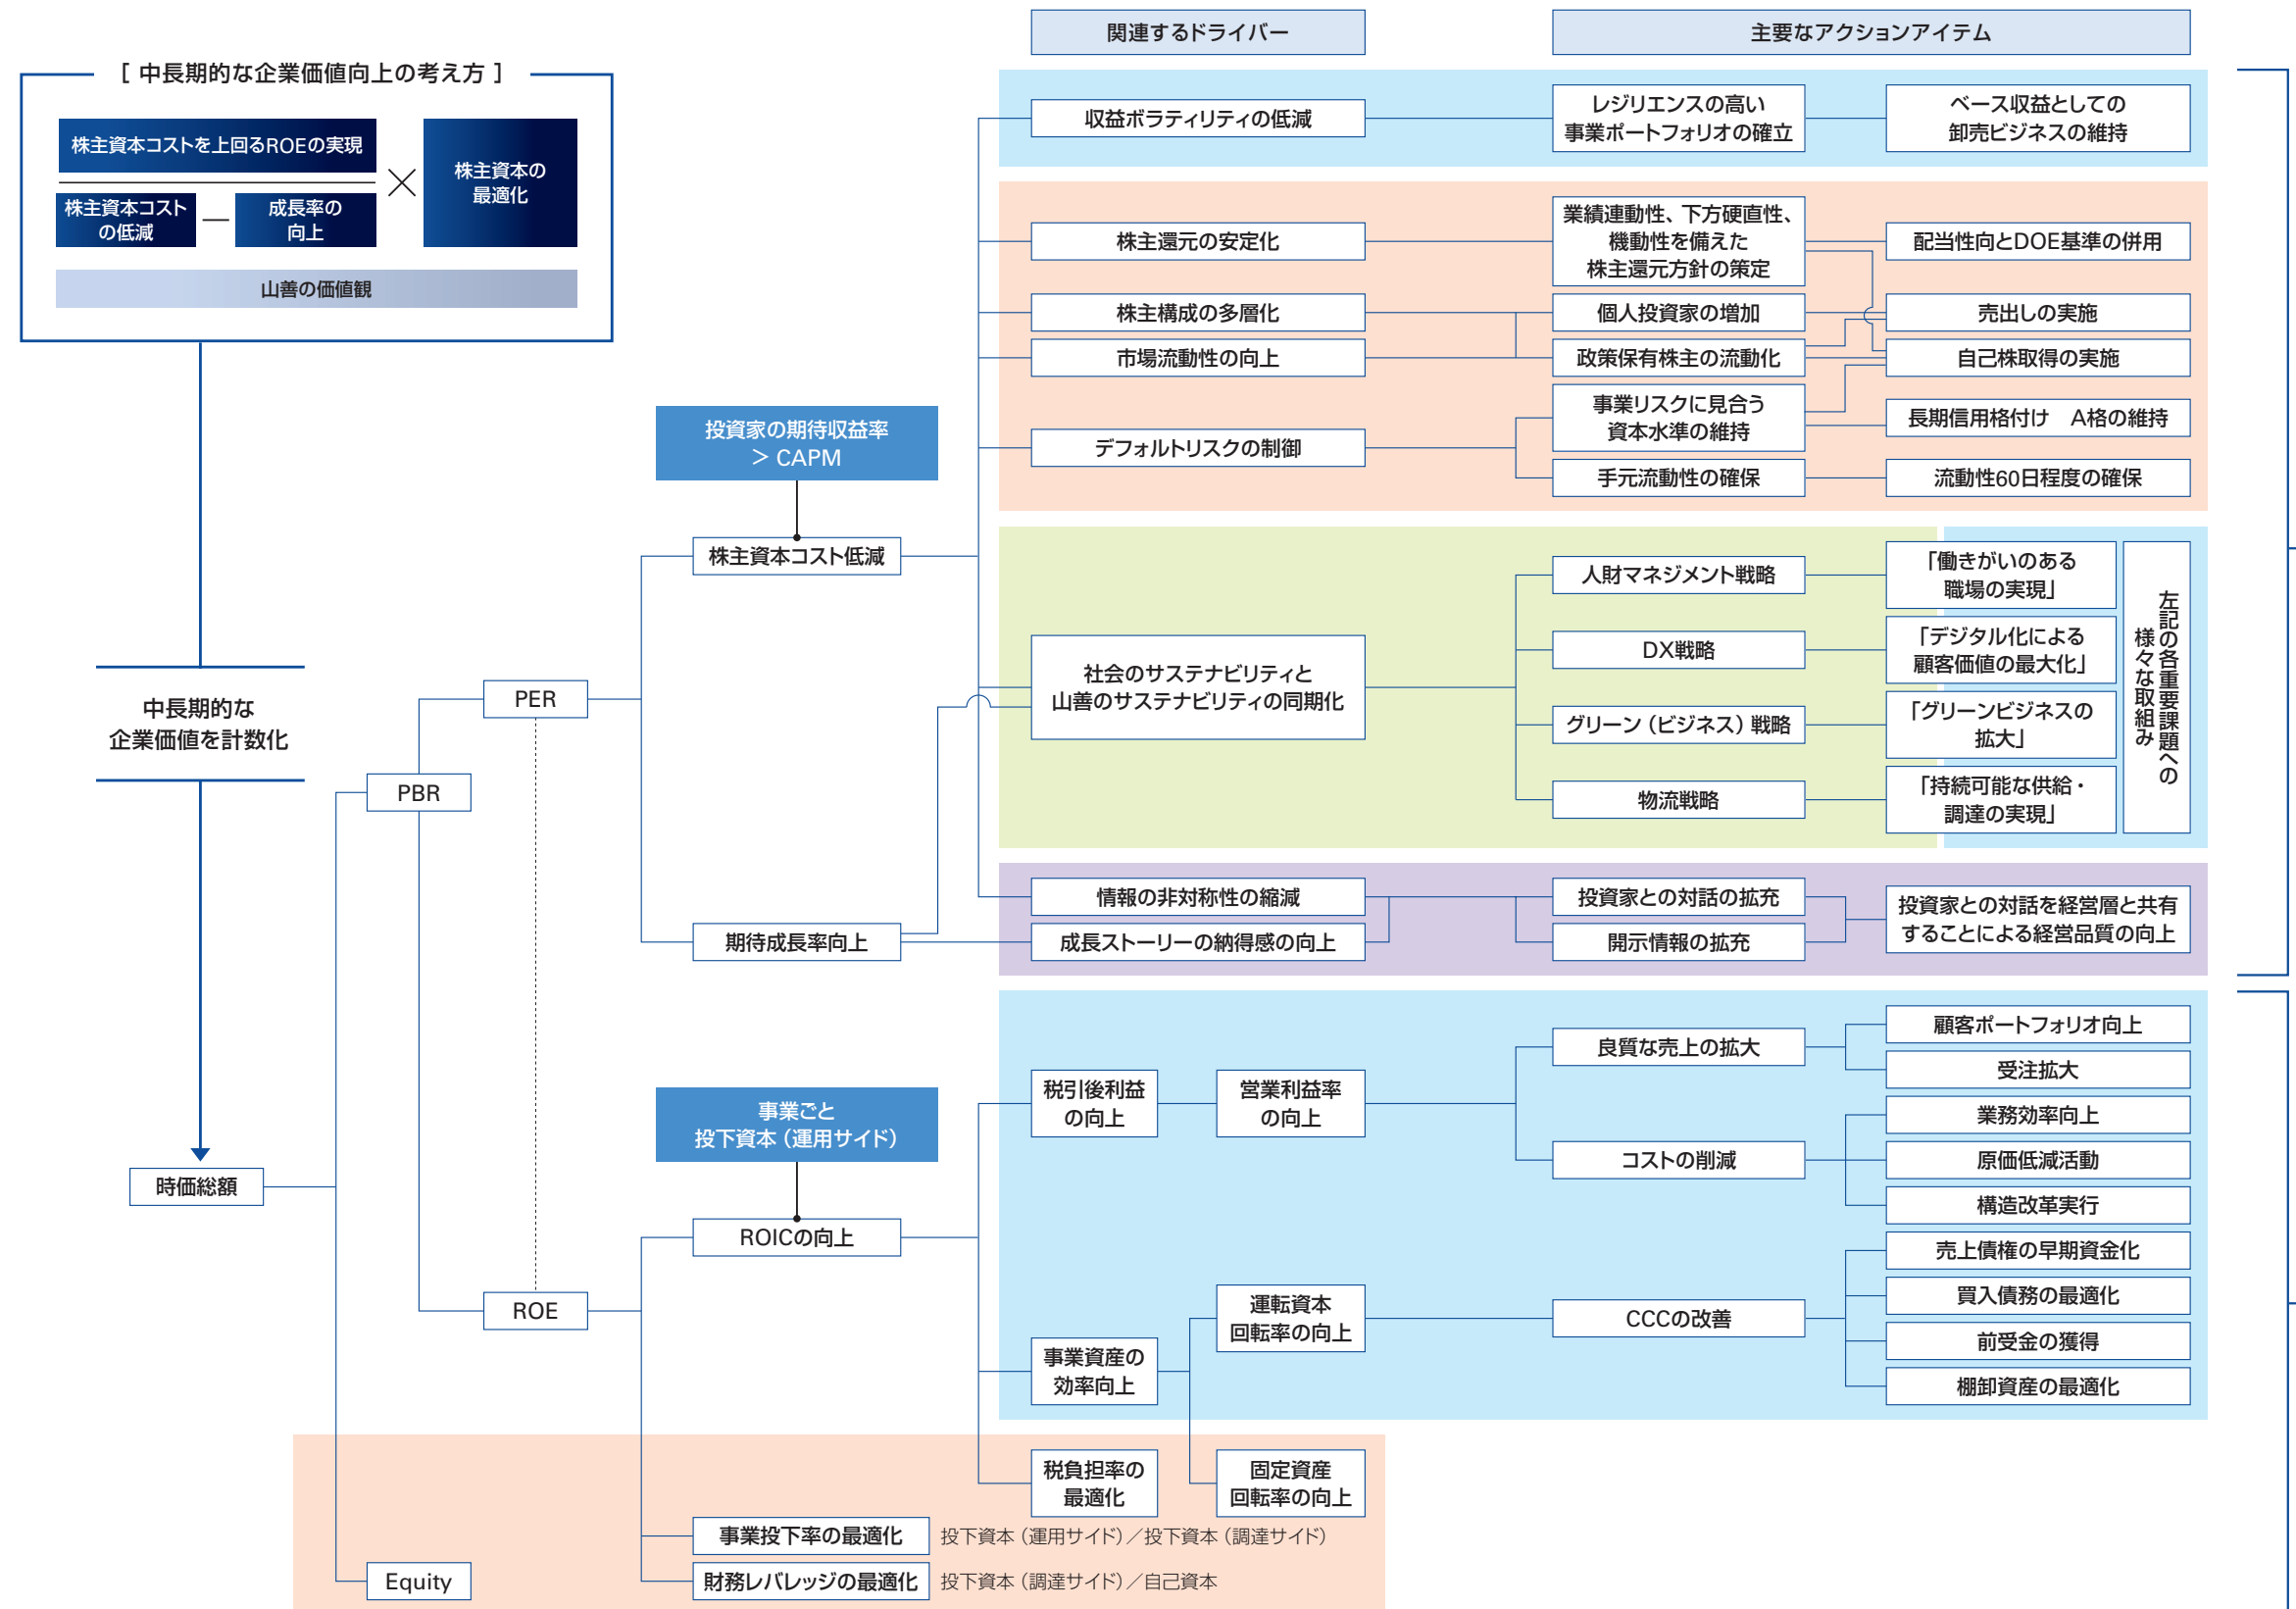 関連するドライバー
主要なアクションアイテム
[ 中長期的な企業価値向上の考え方 ]
株主資本コストを上回るROEの実現
株主資本コスト
の低減
—
成長率の
向上
×
株主資本の
最適化
山善の価値観
中長期的な
企業価値を計数化
時価総額
PBR
Equity
PER
ROE
投資家の期待収益率
＞ CAPM
株主資本コスト低減
期待成長率向上
事業ごと
投下資本（運用サイド）
ROICの向上
事業投下率の最適化
投下資本（運用サイド）／投下資本（調達サイド）
財務レバレッジの最適化
投下資本（調達サイド）／自己資本
収益ボラティリティの低減
レジリエンスの高い
事業ポートフォリオの確立
ベース収益としての
卸売ビジネスの維持
株主還元の安定化
業績連動性、下方硬直性、
機動性を備えた
株主還元方針の策定
配当性向とDOE基準の併用
株主構成の多層化
個人投資家の増加
売出しの実施
市場流動性の向上
政策保有株主の流動化
自己株取得の実施
デフォルトリスクの制御
事業リスクに見合う
資本水準の維持
長期信用格付け　A格の維持
手元流動性の確保
流動性60日程度の確保
社会のサステナビリティと
山善のサステナビリティの同期化
人財マネジメント戦略
「働きがいのある
職場の実現」
DX戦略
「デジタル化による
顧客価値の最大化」
グリーン（ビジネス）戦略
「グリーンビジネスの
拡大」
物流戦略
「持続可能な供給・
調達の実現」
左記の各重要課題への
様々な取組み
情報の非対称性の縮減
投資家との対話の拡充
投資家との対話を経営層と共有
することによる経営品質の向上
成長ストーリーの納得感の向上
開示情報の拡充
税引後利益
の向上
営業利益率
の向上
良質な売上の拡大
顧客ポートフォリオ向上
受注拡大
コストの削減
業務効率向上
原価低減活動
構造改革実行
事業資産の
効率向上
運転資本
回転率の向上
CCCの改善
売上債権の早期資金化
買入債務の最適化
前受金の獲得
棚卸資産の最適化
税負担率の
最適化
固定資産
回転率の向上